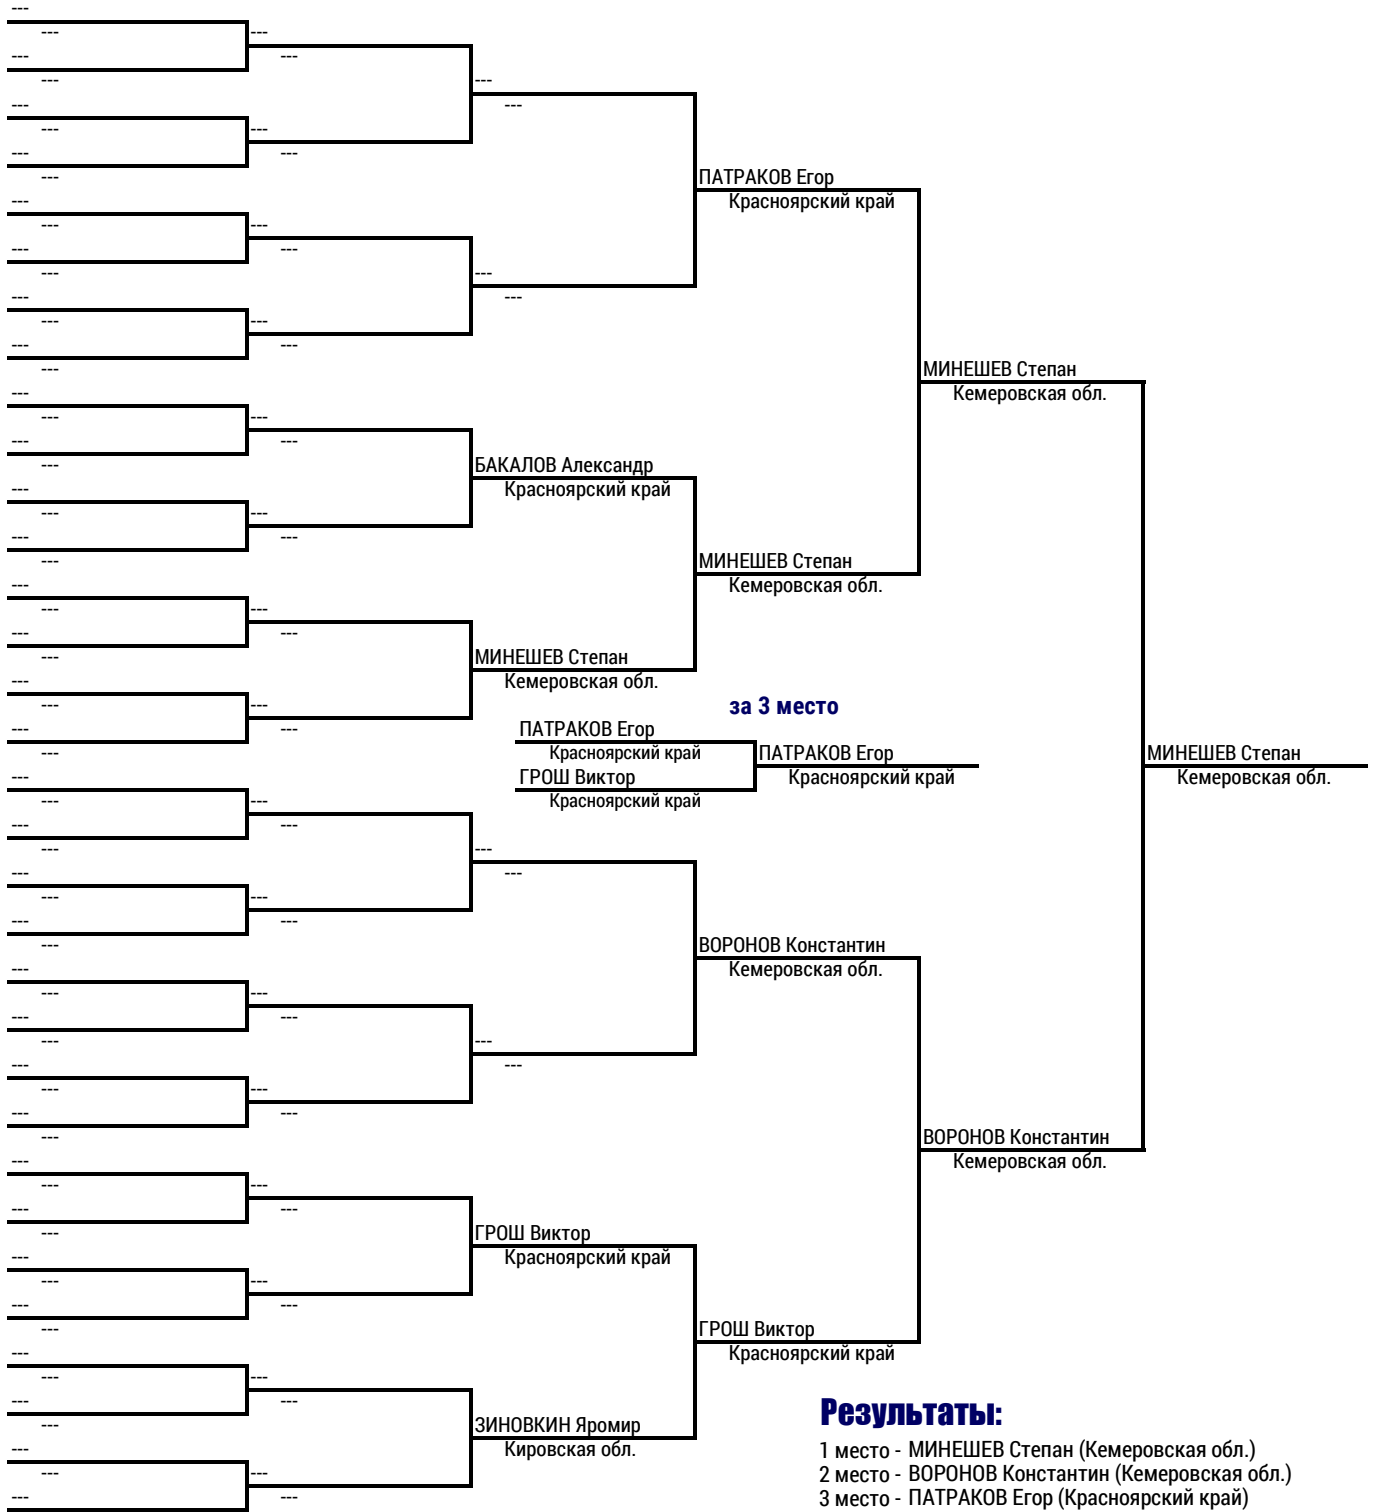 ---
--- ---
--- ---
--- ---
--- ---
--- ---
--- ---
--- ПАТРАКОВ Егор
--- Красноярский край
--- ---
--- ---
--- ---
--- ---
--- ---
--- ---
--- МИНЕШЕВ Степан
--- Кемеровская обл.
--- ---
--- ---
--- БАКАЛОВ Александр
--- Красноярский край
--- ---
--- ---
--- МИНЕШЕВ Степан
--- Кемеровская обл.
--- ---
--- ---
--- МИНЕШЕВ Степан
--- Кемеровская обл.
--- --- за 3 место
--- --- ПАТРАКОВ Егор
--- Красноярский край ПАТРАКОВ Егор МИНЕШЕВ Степан
--- ГРОШ Виктор Красноярский край Кемеровская обл.
--- --- Красноярский край
--- ---
--- ---
--- ---
--- ---
--- ---
--- ВОРОНОВ Константин
--- Кемеровская обл.
--- ---
--- ---
--- ---
--- ---
--- ---
--- ---
--- ВОРОНОВ Константин
--- Кемеровская обл.
--- ---
--- ---
--- ГРОШ Виктор
--- Красноярский край
--- ---
--- ---
--- ГРОШ Виктор
--- Красноярский край
--- ---
--- --- Результаты:
--- ЗИНОВКИН Яромир
--- Кировская обл. 1 место - МИНЕШЕВ Степан (Кемеровская обл.)
--- --- 2 место - ВОРОНОВ Константин (Кемеровская обл.)
--- --- 3 место - ПАТРАКОВ Егор (Красноярский край)